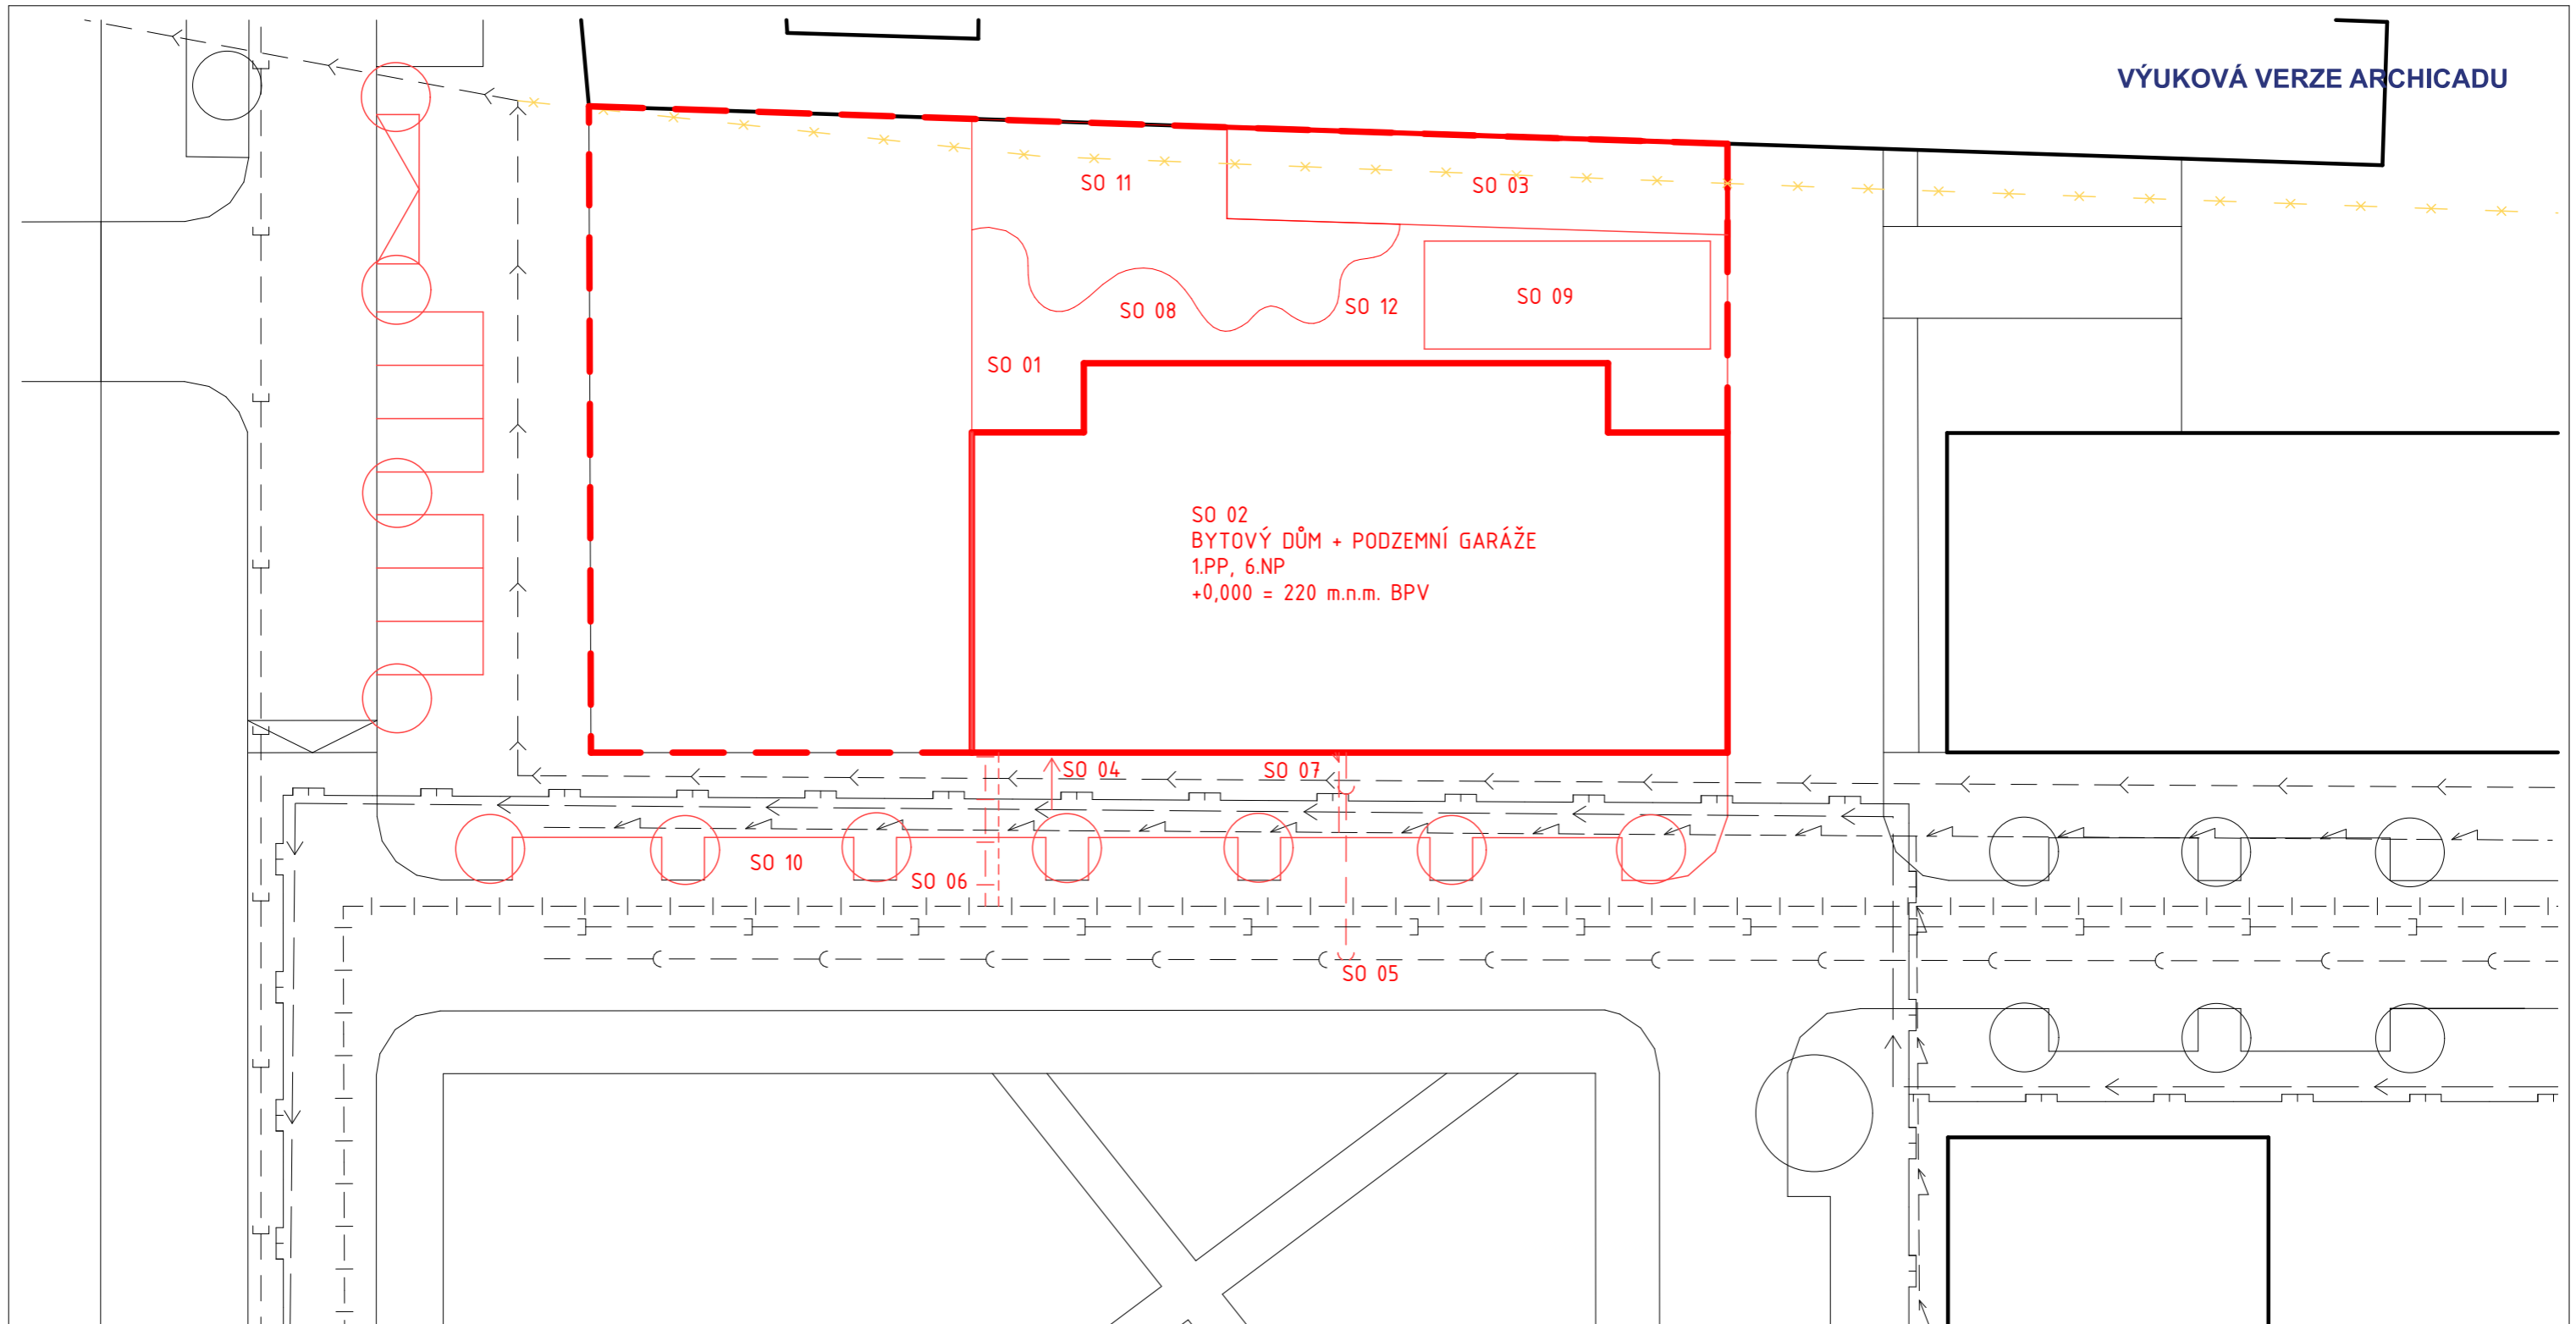 VÝUKOVÁ VERZE ARCHICADU
SO 11
SO 03
SO 08
SO 12
SO 09
SO 01
SO 02
BYTOVÝ DŮM + PODZEMNÍ GARÁŽE
1.PP, 6.NP
+0,000 = 220 m.n.m. BPV
SO 04
SO 07
SO 10
SO 06
SO 05